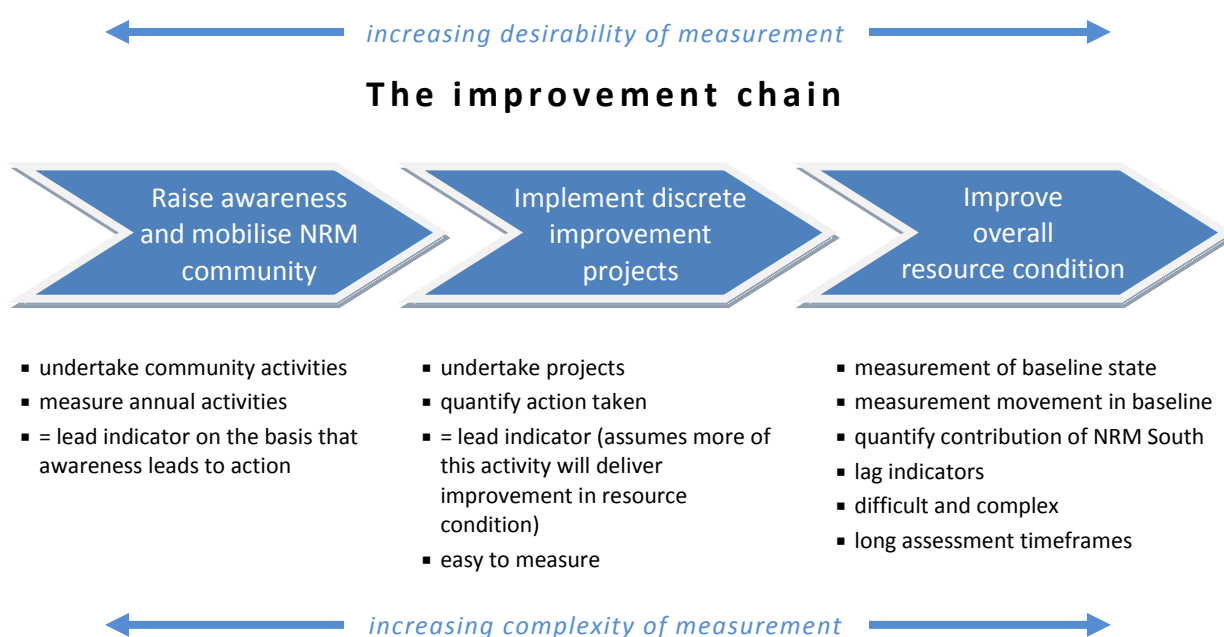 increasing desirability of measurement
The improvement chain
Raise awareness
and mobilise NRM
community
Implement discrete
improvement
projects
Improve
overall
resource condition
▪ undertake community activities
▪ measure annual activities
▪ = lead indicator on the basis that
awareness leads to action
▪ undertake projects
▪ quantify action taken
▪ = lead indicator (assumes more of
this activity will deliver
improvement in resource
condition)
▪ easy to measure
▪ measurement of baseline state
▪ measurement movement in baseline
▪ quantify contribution of NRM South
▪ lag indicators
▪ difficult and complex
▪ long assessment timeframes
increasing complexity of measurement